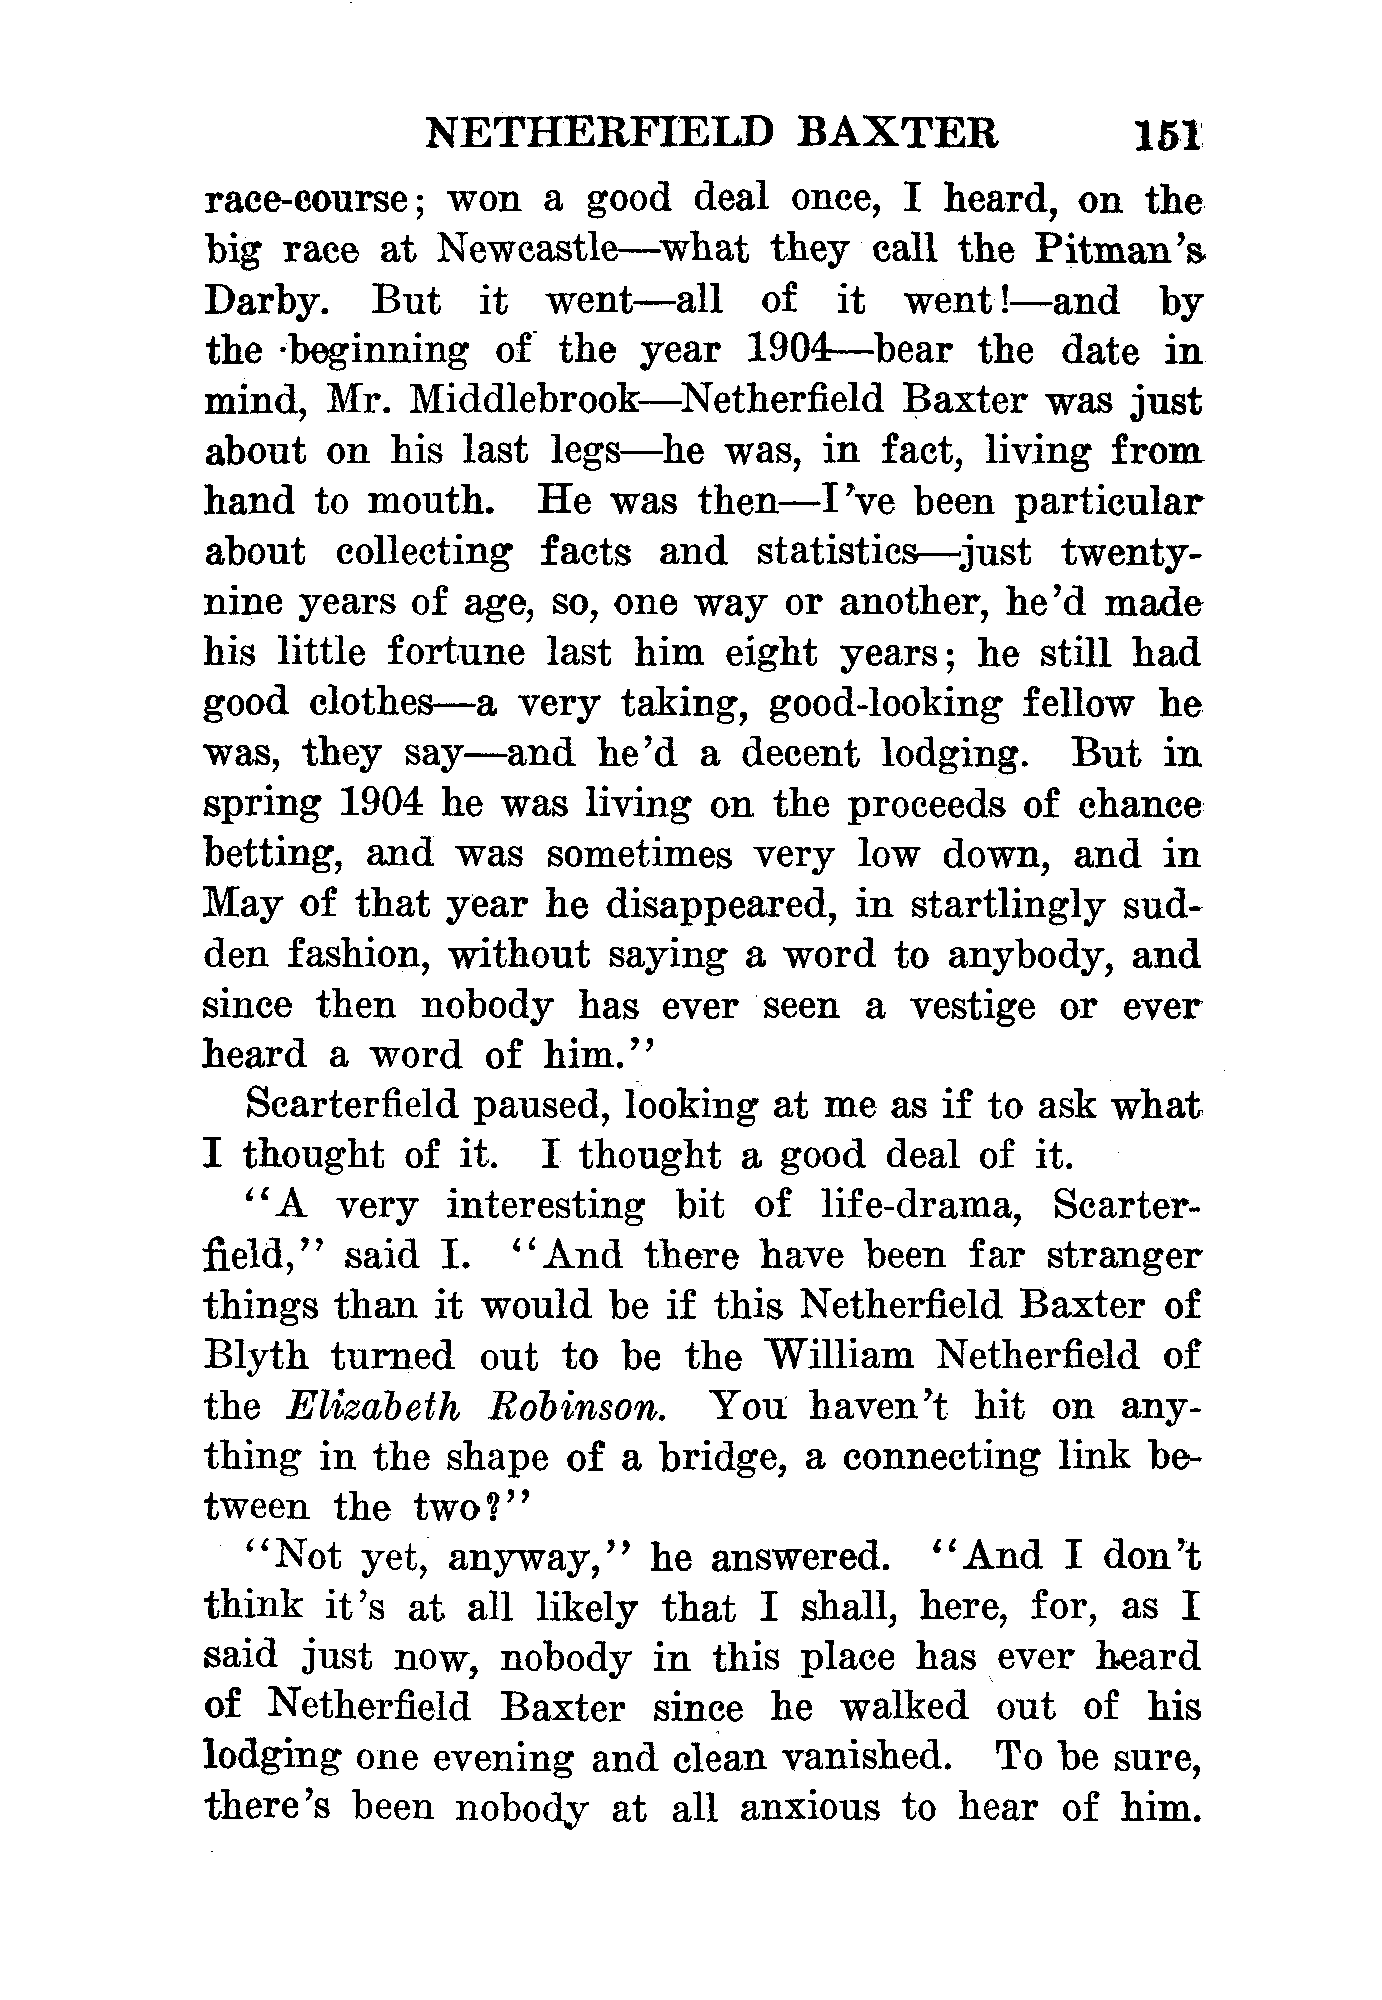 NETHERFIELD BAXTER 151
race-course; won a good deal once, I heard, on the
big race at Newcastle—what they call the Pitman's
Darby. But it went—all of it went!—and by
the beginning of the year 1904—bear the date in
mind, Mr. Middlebrook—Netherfield Baxter was just
about on his last legs—he was, in fact, living from
hand to mouth. He was then—I've been particular
about collecting facts and statistics—just twenty-
nine years of age, so, one way or another, he'd made
his little fortune last him eight years; he still had
good clothes—a very taking, good-looking fellow he
was, they say—and he'd a decent lodging. But in
spring 1904 he was living on the proceeds of chance
betting, and was sometimes very low down, and in
May of that year he disappeared, in startlingly sud-
den fashion, without saying a word to anybody, and
since then nobody has ever seen a vestige or ever
heard a word of him."
Scarterfield paused, looking at me as if to ask what
I thought of it. I thought a good deal of it.
"A very interesting bit of life-drama, Scarter-
field," said I. "And there have been far stranger
things than it would be if this Netherfield Baxter of
Blyth turned out to be the William Netherfield of
the Elizabeth Robinson. You haven't hit on any-
thing in the shape of a bridge, a connecting link be-
tween the two?"
"Not yet, anyway," he answered. "And I don't
think it's at all likely that I shall, here, for, as I
said just now, nobody in this place has ever heard
of Netherfield Baxter since he walked out of his
lodging one evening and clean vanished. To be sure,
there's been nobody at all anxious to hear of him.